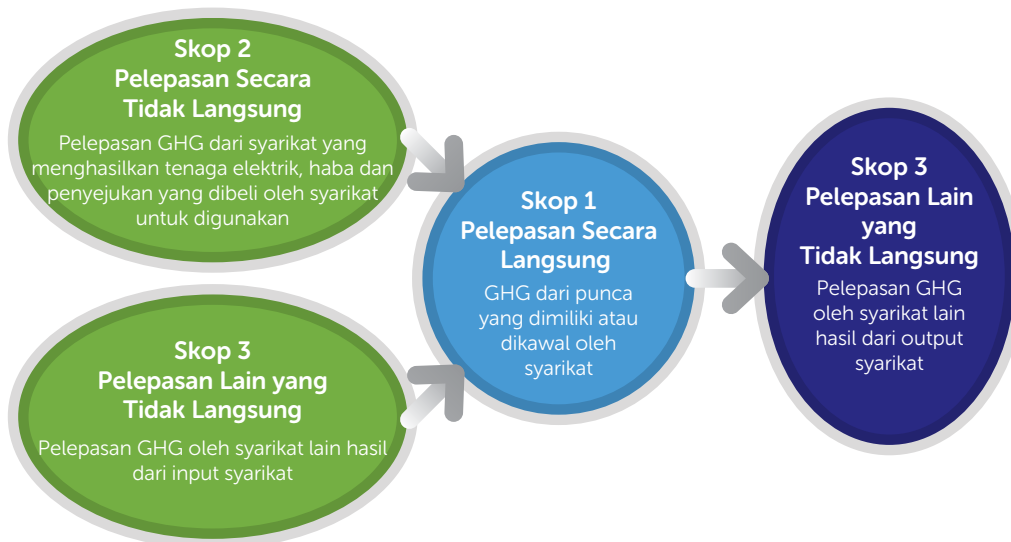 Skop 2
Pelepasan Secara
Tidak Langsung
Pelepasan GHG dari syarikat yang
menghasilkan tenaga elektrik, haba dan
penyejukan yang dibeli oleh syarikat
untuk digunakan
Skop 3
Pelepasan Lain yang
Tidak Langsung
Pelepasan GHG oleh syarikat lain hasil
dari input syarikat
Skop 1
Pelepasan Secara
Langsung
GHG dari punca
yang dimiliki atau
dikawal oleh
syarikat
Skop 3
Pelepasan Lain
yang
Tidak Langsung
Pelepasan GHG
oleh syarikat lain
hasil dari output
syarikat